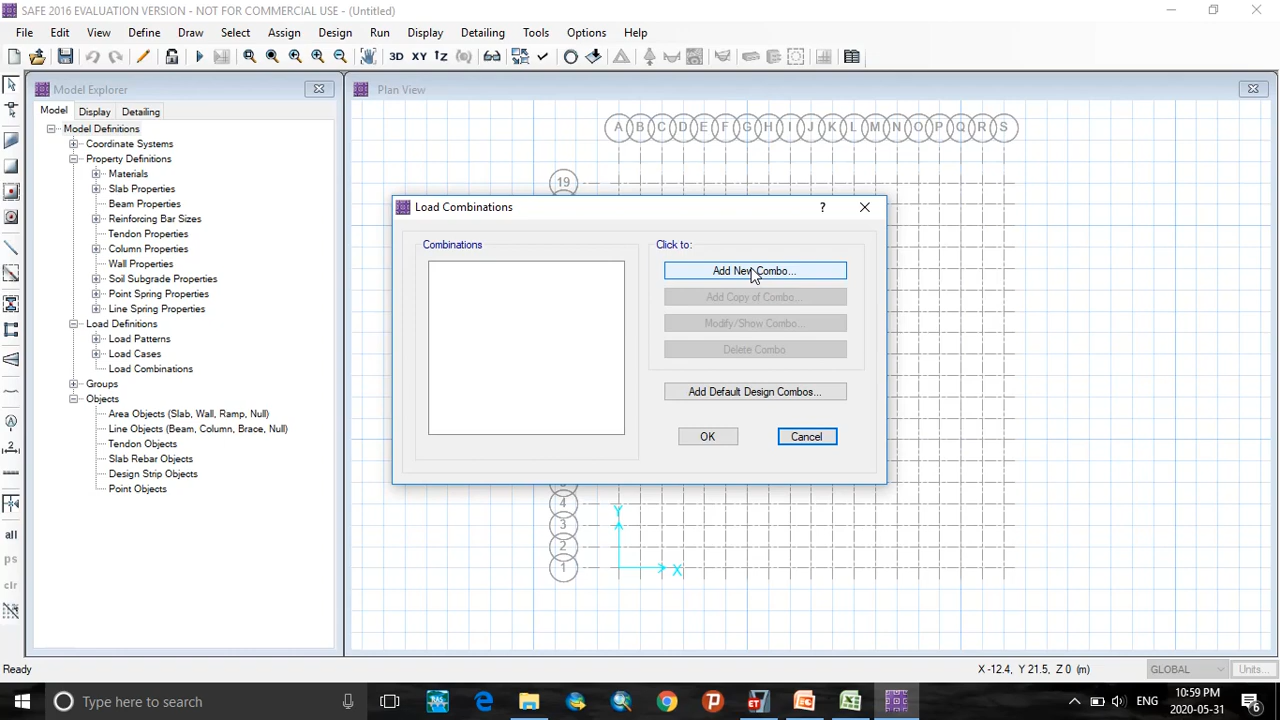 SAFE 2016 EVALUATION VERSION - NOT FOR COMMERCIAL USE - (Untitled)
File Edit View Define Draw Select Assign Design Run Display Detailing Tools Options Help
3D XY
Model Explorer
Plan View
Model Display Detailing
Model Definitions
Coordinate Systems
Property Definitions
Materials
Slab Properties
Beam Properties
Reinforcing Bar Sizes
Tendon Properties
Column Properties
Wall Properties
Soil Subgrade Properties
Point Spring Properties
Line Spring Properties
Load Definitions
Load Patterns
Load Cases
Load Combinations
Groups
Objects
Area Objects (Slab, Wall, Ramp, Null)
Line Objects (Beam, Column, Brace, Null)
Tendon Objects
Slab Rebar Objects
Design Strip Objects
Point Objects
all
ps
clr
A B C D E F G H I J K L M N O P Q R S
19
4
3
2
1
Y
X
Load Combinations
?
Combinations
Click to:
Add New Combo...
Add Copy of Combo...
Modify/Show Combo...
Delete Combo
Add Default Design Combos...
OK Cancel
Ready
X -12.4, Y 21.5, Z 0 (m)
GLOBAL
Units...
Type here to search
ENG
10:59 PM
2020-05-31
6